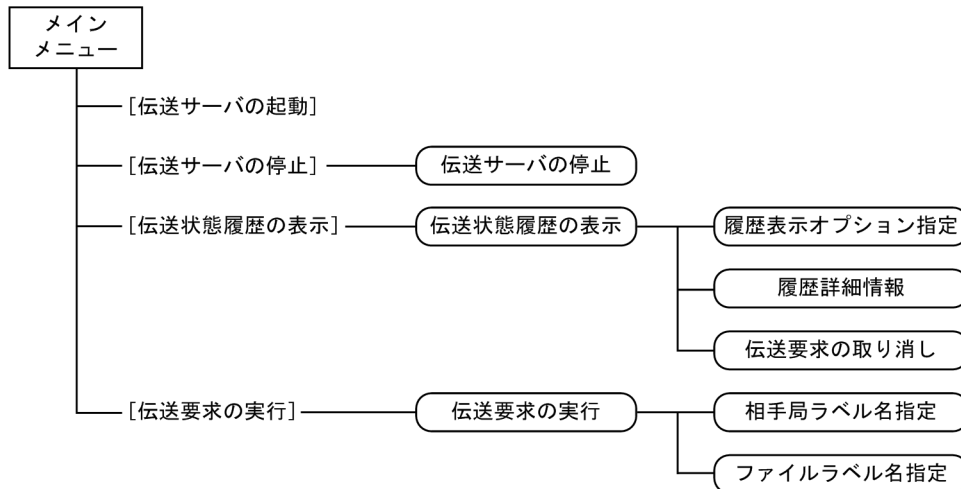 メイン
メニュー
[伝送サーバの起動]
[伝送サーバの停止]
伝送サーバの停止
[伝送状態履歴の表示]
伝送状態履歴の表示
履歴表示オプション指定
履歴詳細情報
伝送要求の取り消し
[伝送要求の実行]
伝送要求の実行
相手局ラベル名指定
ファイルラベル名指定